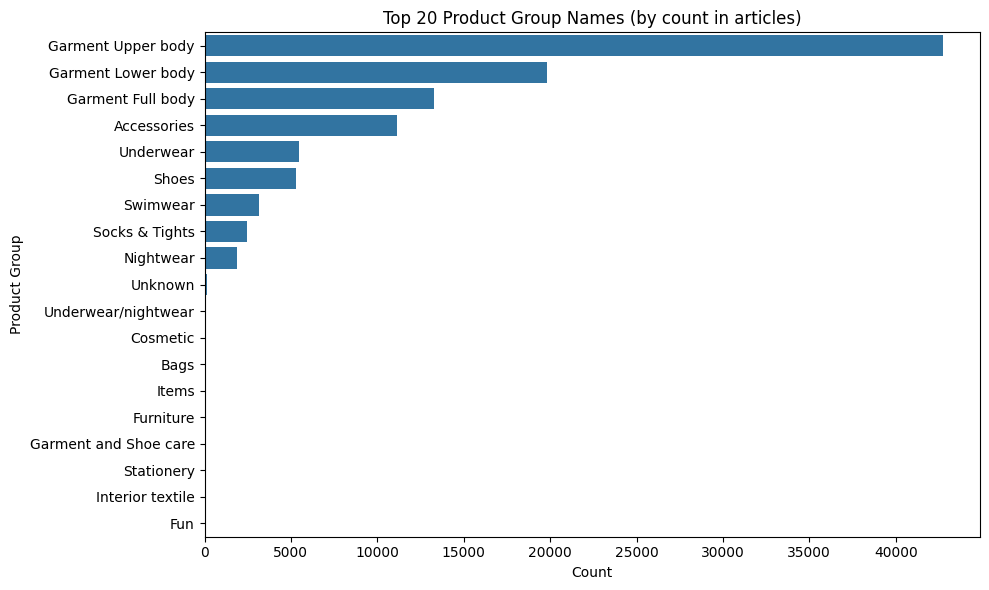 Top 20 Product Group Names (by count in articles)
Product Group
Garment Upper body
Garment Lower body
Garment Full body
Accessories
Underwear
Shoes
Swimwear
Socks & Tights
Nightwear
Unknown
Underwear/nightwear
Cosmetic
Bags
Items
Furniture
Garment and Shoe care
Stationery
Interior textile
Fun
0 5000 10000 15000 20000 25000 30000 35000 40000
Count